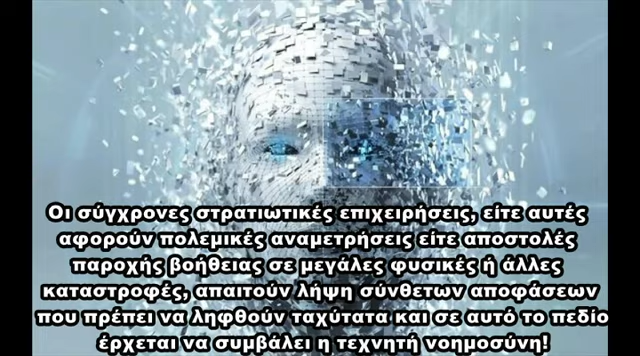 Οι σύγχρονες στρατιωτικές επιχειρήσεις, είτε αυτές
αφορούν πολεμικές αναμετρήσεις είτε αποστολές
παροχής βοήθειας σε μεγάλες φυσικές ή άλλες
καταστροφές, απαιτούν λήψη σύνθετων αποφάσεων
που πρέπει να ληφθούν ταχύτατα και σε αυτό το πεδίο
έρχεται να συμβάλει η τεχνητή νοημοσύνη!